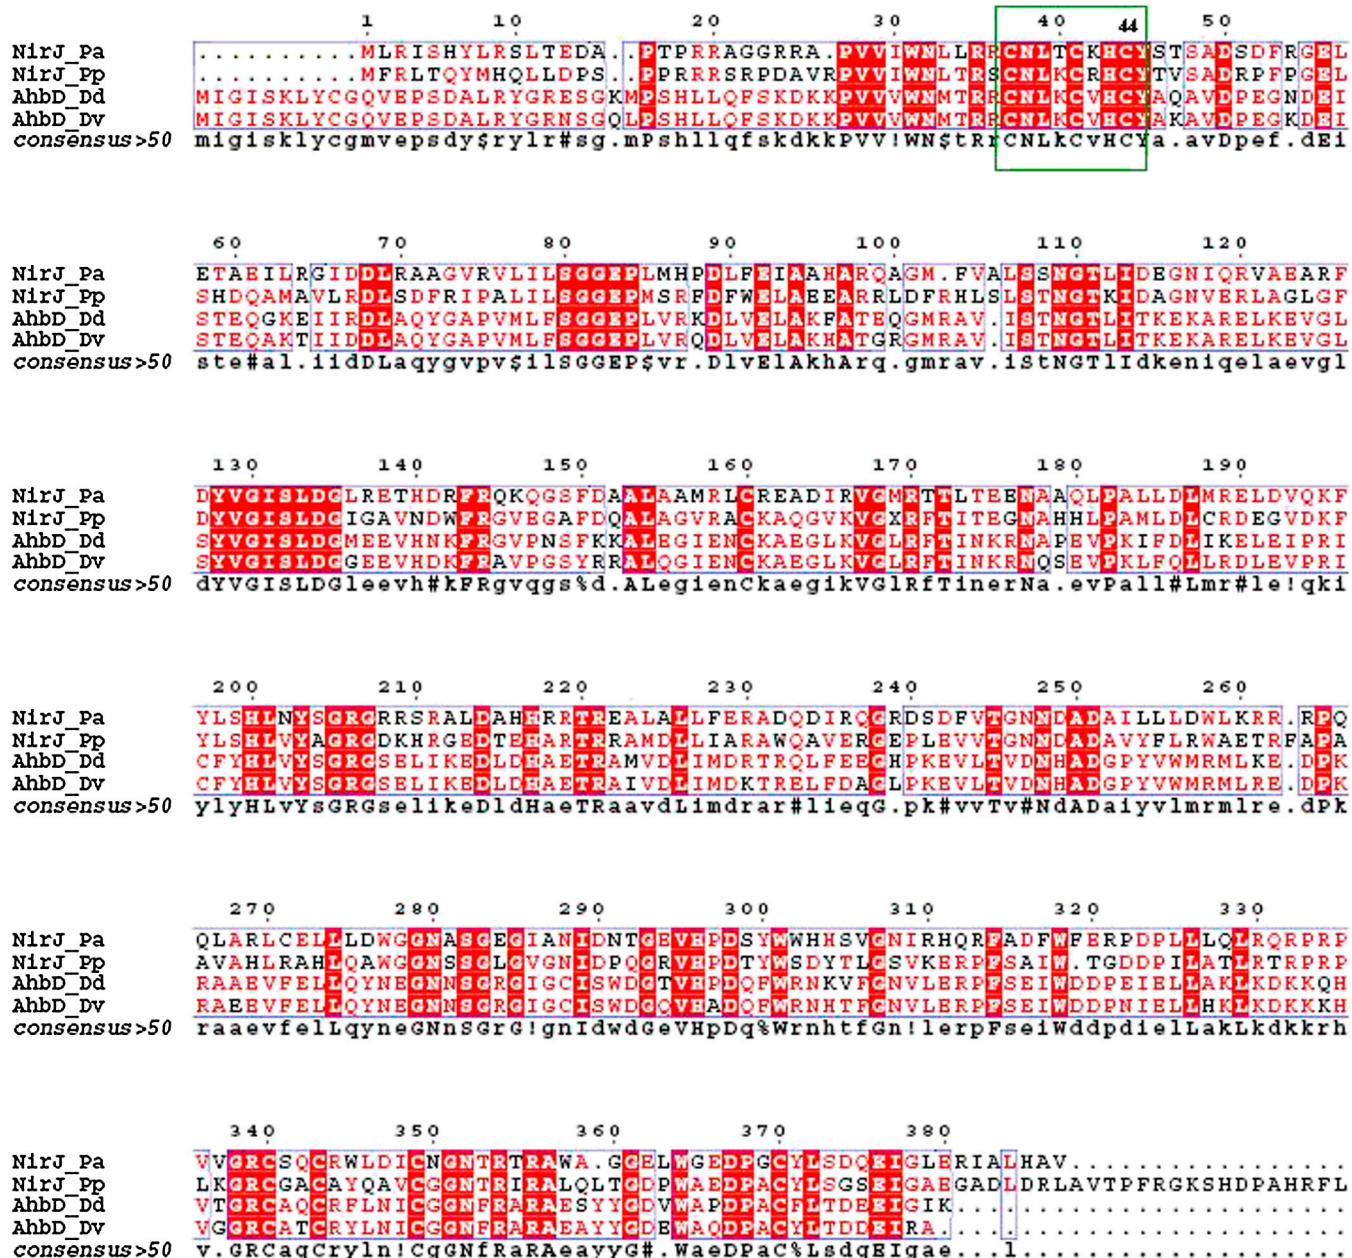 1 10 20 30 40 44 50
NirJ_Pa ..........MLRISHYLRSLTEDA..PTPRRAGGRRA.PVVIWNLLRRCNLTCKHCYSTSADSDFRGEL
NirJ_Pp ..........MFRLTQYMHQLLDPS..PPRRRSRPDAVRPVVIWNLTRSCNLKCRHCYTVSADRPFPGEL
AhbD_Dd MIGISKLYCGQVEPSDALRYGRESGKMPSHLLQFSKDKKPVVVWNMTRRCNLKCVHCYAQAVDPEGNDEI
AhbD_Dv MIGISKLYCGQVEPSDALRYGRNSGQLPSHLLQFSKDKKPVVVWNMTRRCNLKCVHCYAKAVDPEGKDEI
consensus>50 migisklycgmvepsdy$rylr#sg.mPshllqfskdkkPVV!WN$tRrCNLkCvHCYa.avDpef.dEi
60 70 80 90 100 110 120
NirJ_Pa ETAEILRGIDDLRAAGVRVLILSGGEPLMHPDLFEIAAHARQAGM.FVALSSNGTLIDEGNIQRVAEARF
NirJ_Pp SHDQAMAVLRDLSDFRIPALILSGGEPMSRFDFWELAEEARRLDFRHLSLSTNGTKIDAGNVERLAGLGF
AhbD_Dd STEQGKEIIRDLAQYGAPVMLFSGGEPLVRKDLVELAKFATEQGMRAV.ISTNGTLITKEKARELKEVGL
AhbD_Dv STEQAKTIIDDLAQYGAPVMLFSGGEPLVRQDLVELAKHATGRGMRAV.ISTNGTLITKEKARELKEVGL
consensus>50 ste#al.iidDLaqygvpv$ilSGGEP$vr.DlvElAkhArq.gmrav.iStNGTlIdkeniqelaevgl
130 140 150 160 170 180 190
NirJ_Pa DYVGISLDGLRETHDRFRQKQGSFDAALAAMRLCREADIRVGMRTTLTEENAAQLPALLDLMRELDVQKF
NirJ_Pp DYVGISLDGIGAVNDWFRGVEGAFDQALAGVRACKAQGVKVGXRFTITEGNAHHLPAMLDLCRDEGVDKF
AhbD_Dd SYVGISLDGMEEVHNKFRGVPNSFKKALEGIENCKAEGLKVGLRFTINKRNAPEVPKIFDLIKELEIPRI
AhbD_Dv SYVGISLDGGEEVHDKFRAVPGSYRRALQGIENCKAEGLKVGLRFTINKRNQSEVPKLFQLLRDLEVPRI
consensus>50 dYVGISLDGleevh#kFRgvqgs%d.ALegienCkaegikVGlRfTinerNa.evPall#Lmr#le!qki
200 210 220 230 240 250 260
NirJ_Pa YLSHLNYSGRGRRSRALDAHHRRTREALALLFERADQDIRQGRDSDFVTGNNDADAILLLDWLKRR.RPQ
NirJ_Pp YLSHLVYAGRGDKHRGEDTEHARTRRAMDLLIARAWQAVERGEPLEVVTGNNDADAVYFLRWAETRFAPA
AhbD_Dd CFYHLVYSGRGSELIKEDLDHAETRAMVDLIMDRTRQLFEEGHPKEVLTVDNHADGPYVWMRMLKE.DPK
AhbD_Dv CFYHLVYSGRGSELIKEDLDHAETRAIVDLIMDKTRELFDAGLPKEVLTVDNHADGPYVWMRMLRE.DPK
consensus>50 ylyHLvYsGRGselikeDldHaeTRaavdLimdrar#lieqG.pk#vvTv#NdADaiyvlmrmlre.dPk
270 280 290 300 310 320 330
NirJ_Pa QLARLCELLLDWGGNASGEGIANIDNTGEVHPDSYWWHHSVGNIRHQRFADFWFERPDPLLLQLRQRPRP
NirJ_Pp AVAHLRAHLQAWGGNSSGLGVGNIDPQGRVHPDTYWSDYTLGSVKERPFSAIW.TGDDPILATLRTRPRP
AhbD_Dd RAAEVFELLQYNEGNNSGRGIGCISWDGTVHPDQFWRNKVFGNVLERPFSEIWDDPEIELLAKLKDKKQH
AhbD_Dv RAEEVFELLQYNEGNNSGRGIGCISWDGQVHADQFWRNHTFGNVLERPFSEIWDDPNIELLHKLKDKKKH
consensus>50 raaevfelLqyneGNnSGrG!gnIdwdGeVHpDq%WrnhtfGn!lerpFseiWddpdielLakLkdkkrh
340 350 360 370 380
NirJ_Pa VVGRCSQCRWLDICNGNTRTRAWA.GGELWGEDPGCYLSDQEIGLERIALHAV.................
NirJ_Pp LKGRCGACAYQAVCGGNTRIRALQLTGDPWAEDPACYLSGSEIGAEGADLDRLAVTPFRGKSHDPAHRFL
AhbD_Dd VTGRCAQCRFLNICGGNFRARAESYYGDVWAPDPACFLTDEEIGIK........................
AhbD_Dv VGGRCATCRYLNICGGNFRARAEAYYGDEWAQDPACYLTDDEIRA.........................
consensus>50 v.GRCaqCryln!CgGNfRaRAeayyG#.WaeDPaC%LsdqEIgae...l....................